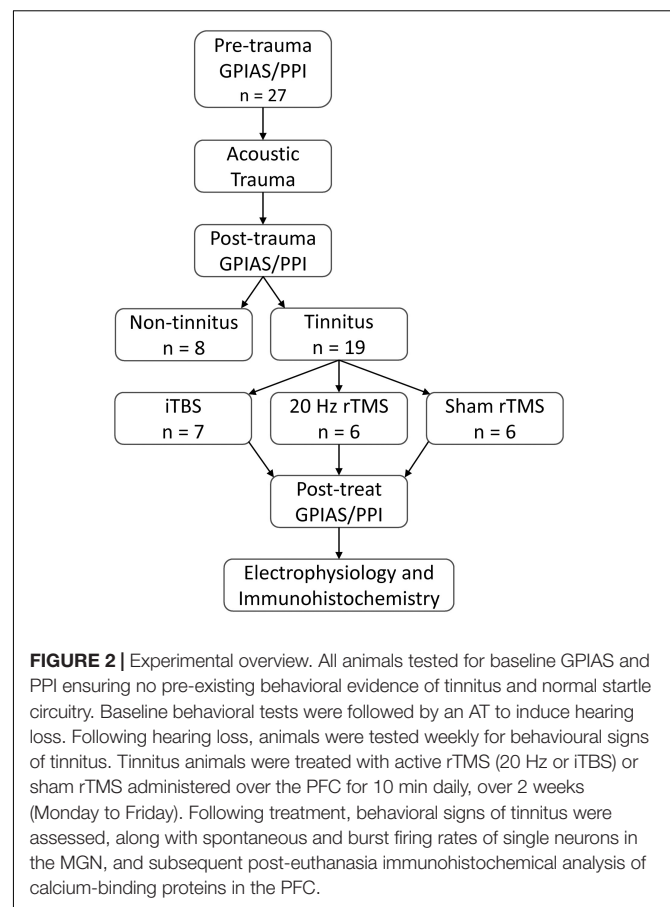 Pre-trauma
GPIAS/PPI
n = 27
Acoustic
Trauma
Post-trauma
GPIAS/PPI
Non-tinnitus
n = 8
Tinnitus
n = 19
iTBS
n = 7
20 Hz rTMS
n = 6
Sham rTMS
n = 6
Post-treat
GPIAS/PPI
Electrophysiology and
Immunohistochemistry
FIGURE 2 | Experimental overview. All animals tested for baseline GPIAS and
PPI ensuring no pre-existing behavioral evidence of tinnitus and normal startle
circuitry. Baseline behavioral tests were followed by an AT to induce hearing
loss. Following hearing loss, animals were tested weekly for behavioural signs
of tinnitus. Tinnitus animals were treated with active rTMS (20 Hz or iTBS) or
sham rTMS administered over the PFC for 10 min daily, over 2 weeks
(Monday to Friday). Following treatment, behavioral signs of tinnitus were
assessed, along with spontaneous and burst firing rates of single neurons in
the MGN, and subsequent post-euthanasia immunohistochemical analysis of
calcium-binding proteins in the PFC.